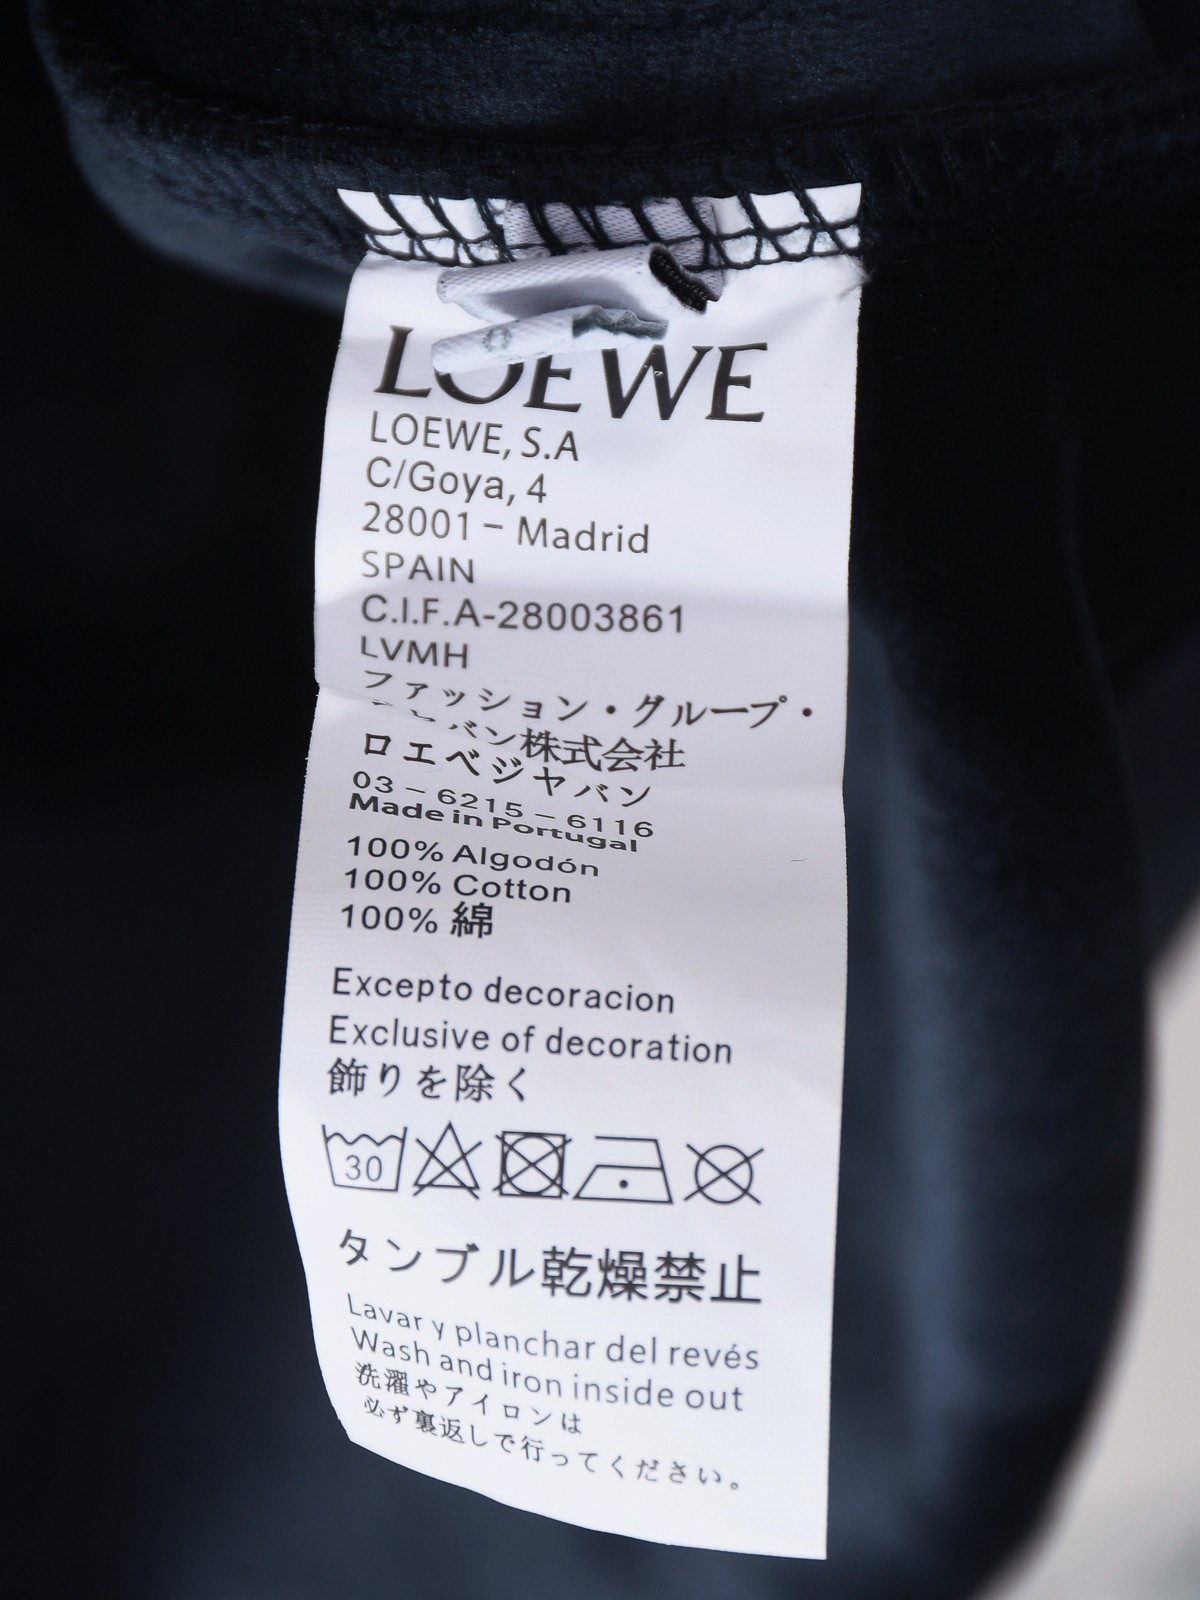 LOEWE
LOEWE, S.A
C/Goya, 4
28001 – Madrid
SPAIN
C.I.F.A-28003861
LVMH
ファッション・グループ・
バン株式会社
ロエベジャバン
03 – 6215 – 6116
Made in Portugal
100% Algodón
100% Cotton
100% 綿
Excepto decoracion
Exclusive of decoration
飾りを除く
30
タンブル乾燥禁止
Lavar y planchar del revés
Wash and iron inside out
洗濯やアイロンは
必ず裏返しで行ってください。